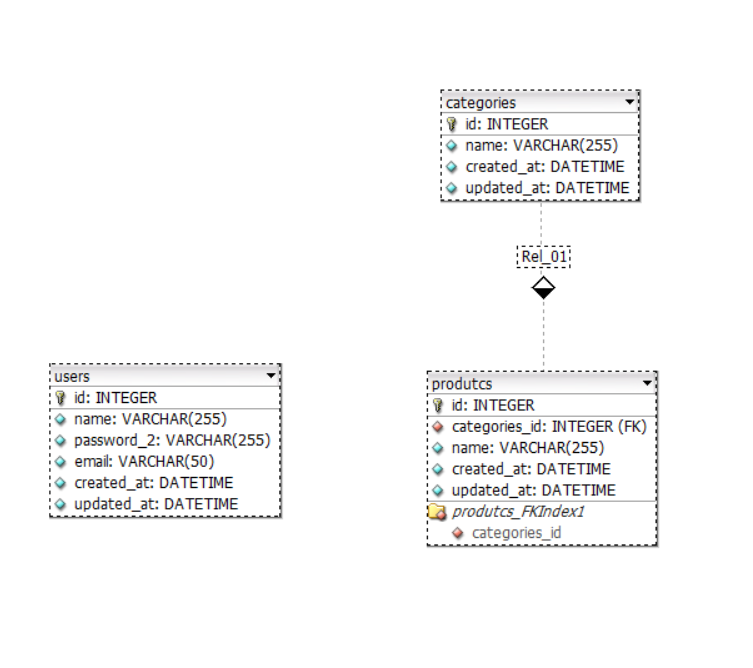 categories
id: INTEGER
name: VARCHAR(255)
created_at: DATETIME
updated_at: DATETIME
Rel_01
users
id: INTEGER
name: VARCHAR(255)
password_2: VARCHAR(255)
email: VARCHAR(50)
created_at: DATETIME
updated_at: DATETIME
produtcs
id: INTEGER
categories_id: INTEGER (FK)
name: VARCHAR(255)
created_at: DATETIME
updated_at: DATETIME
produtcs_FKIndex1
categories_id